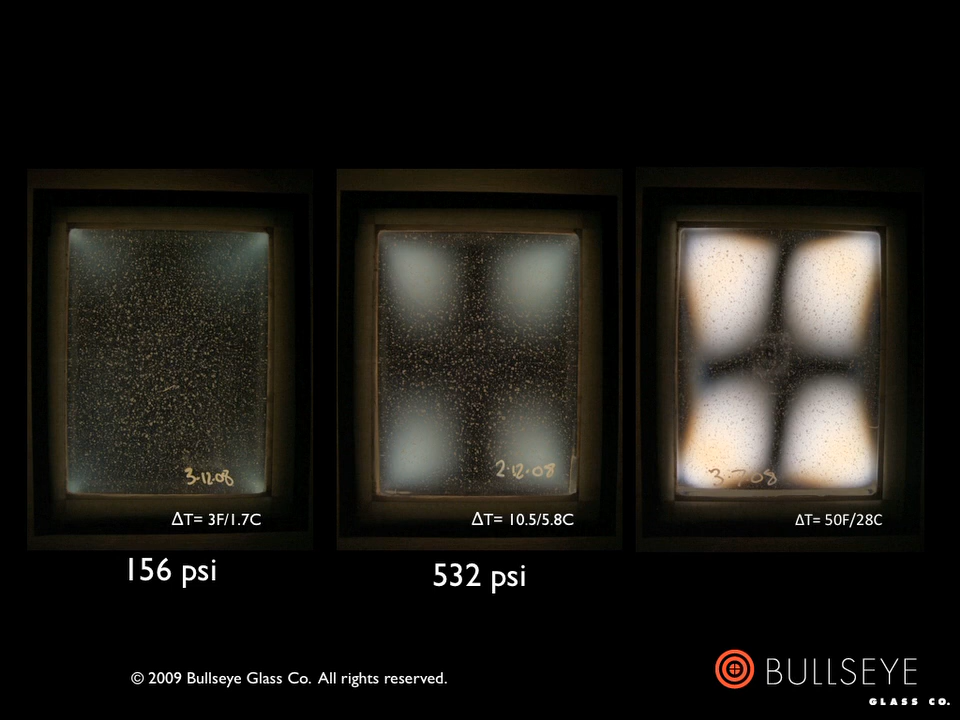 3-12-08
2-12-08
3-7-08
ΔT= 3F/1.7C
ΔT= 10.5/5.8C
ΔT= 50F/28C
156 psi
532 psi
© 2009 Bullseye Glass Co. All rights reserved.
BULLSEYE
GLASS CO.